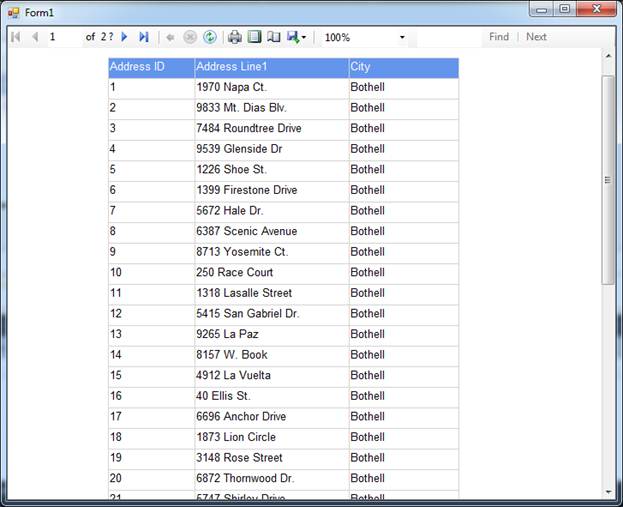 Form1
1 of 2 ? 100% Find | Next
Address ID Address Line1 City
1 1970 Napa Ct. Bothell
2 9833 Mt. Dias Blv. Bothell
3 7484 Roundtree Drive Bothell
4 9539 Glenside Dr Bothell
5 1226 Shoe St. Bothell
6 1399 Firestone Drive Bothell
7 5672 Hale Dr. Bothell
8 6387 Scenic Avenue Bothell
9 8713 Yosemite Ct. Bothell
10 250 Race Court Bothell
11 1318 Lasalle Street Bothell
12 5415 San Gabriel Dr. Bothell
13 9265 La Paz Bothell
14 8157 W. Book Bothell
15 4912 La Vuelta Bothell
16 40 Ellis St. Bothell
17 6696 Anchor Drive Bothell
18 1873 Lion Circle Bothell
19 3148 Rose Street Bothell
20 6872 Thornwood Dr. Bothell
21 5747 Shirley Drive Bothell